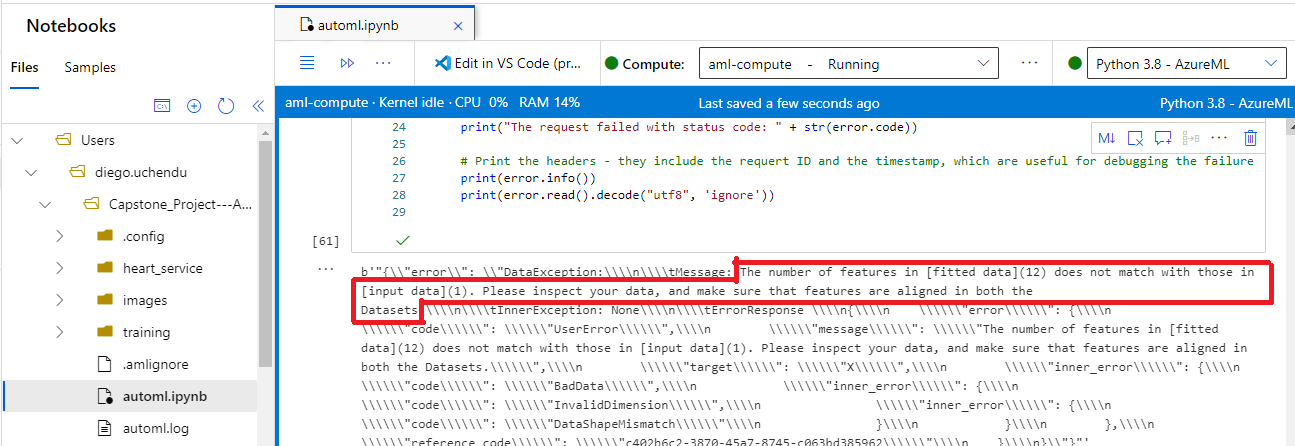 Notebooks
automl.ipynb
Files
Samples
Edit in VS Code (pr...
Compute:
aml-compute - Running
Python 3.8 - AzureML
aml-compute · Kernel idle · CPU 0% RAM 14%
Last saved a few seconds ago
Python 3.8 - AzureML
Users
diego.uchendu
Capstone_Project---A...
.config
heart_service
images
training
.amlignore
automl.ipynb
automl.log
24 print("The request failed with status code: " + str(error.code))
25
26 # Print the headers - they include the requert ID and the timestamp, which are useful for debugging the failure
27 print(error.info())
28 print(error.read().decode("utf8", 'ignore'))
29
M↓
[61]
b'"{\\"error\\": \\"DataException:\\\\n\\\\tMessage: The number of features in [fitted data](12) does not match with those in
[input data](1). Please inspect your data, and make sure that features are aligned in both the
Datasets \\\\n\\\\tInnerException: None\\\\n\\\\tErrorResponse \\\\n{\\\\n \\\\\\"error\\\\\\": {\\\\n
\\\\\\"code\\\\\\": \\\\\\"UserError\\\\\\",\\\\n \\\\\\"message\\\\\\": \\\\\\"The number of features in [fitted
data](12) does not match with those in [input data](1). Please inspect your data, and make sure that features are aligned in
both the Datasets.\\\\\\",\\\\n \\\\\\"target\\\\\\": \\\\\\"X\\\\\\",\\\\n \\\\\\"inner_error\\\\\\": {\\\\n
\\\\\\"code\\\\\\": \\\\\\"BadData\\\\\\",\\\\n \\\\\\"inner_error\\\\\\": {\\\\n
\\\\\\"code\\\\\\": \\\\\\"InvalidDimension\\\\\\",\\\\n \\\\\\"inner_error\\\\\\": {\\\\n
\\\\\\"code\\\\\\": \\\\\\"DataShapeMismatch\\\\\\"\\\\n }\\\\n }\\\\n },\\\\n
\\\\\\"reference_code\\\\\\": \\\\\\"c402b6c2-3870-45a7-8745-c063bd385962\\\\\\"\\\\n }\\\\n}\\"}"'